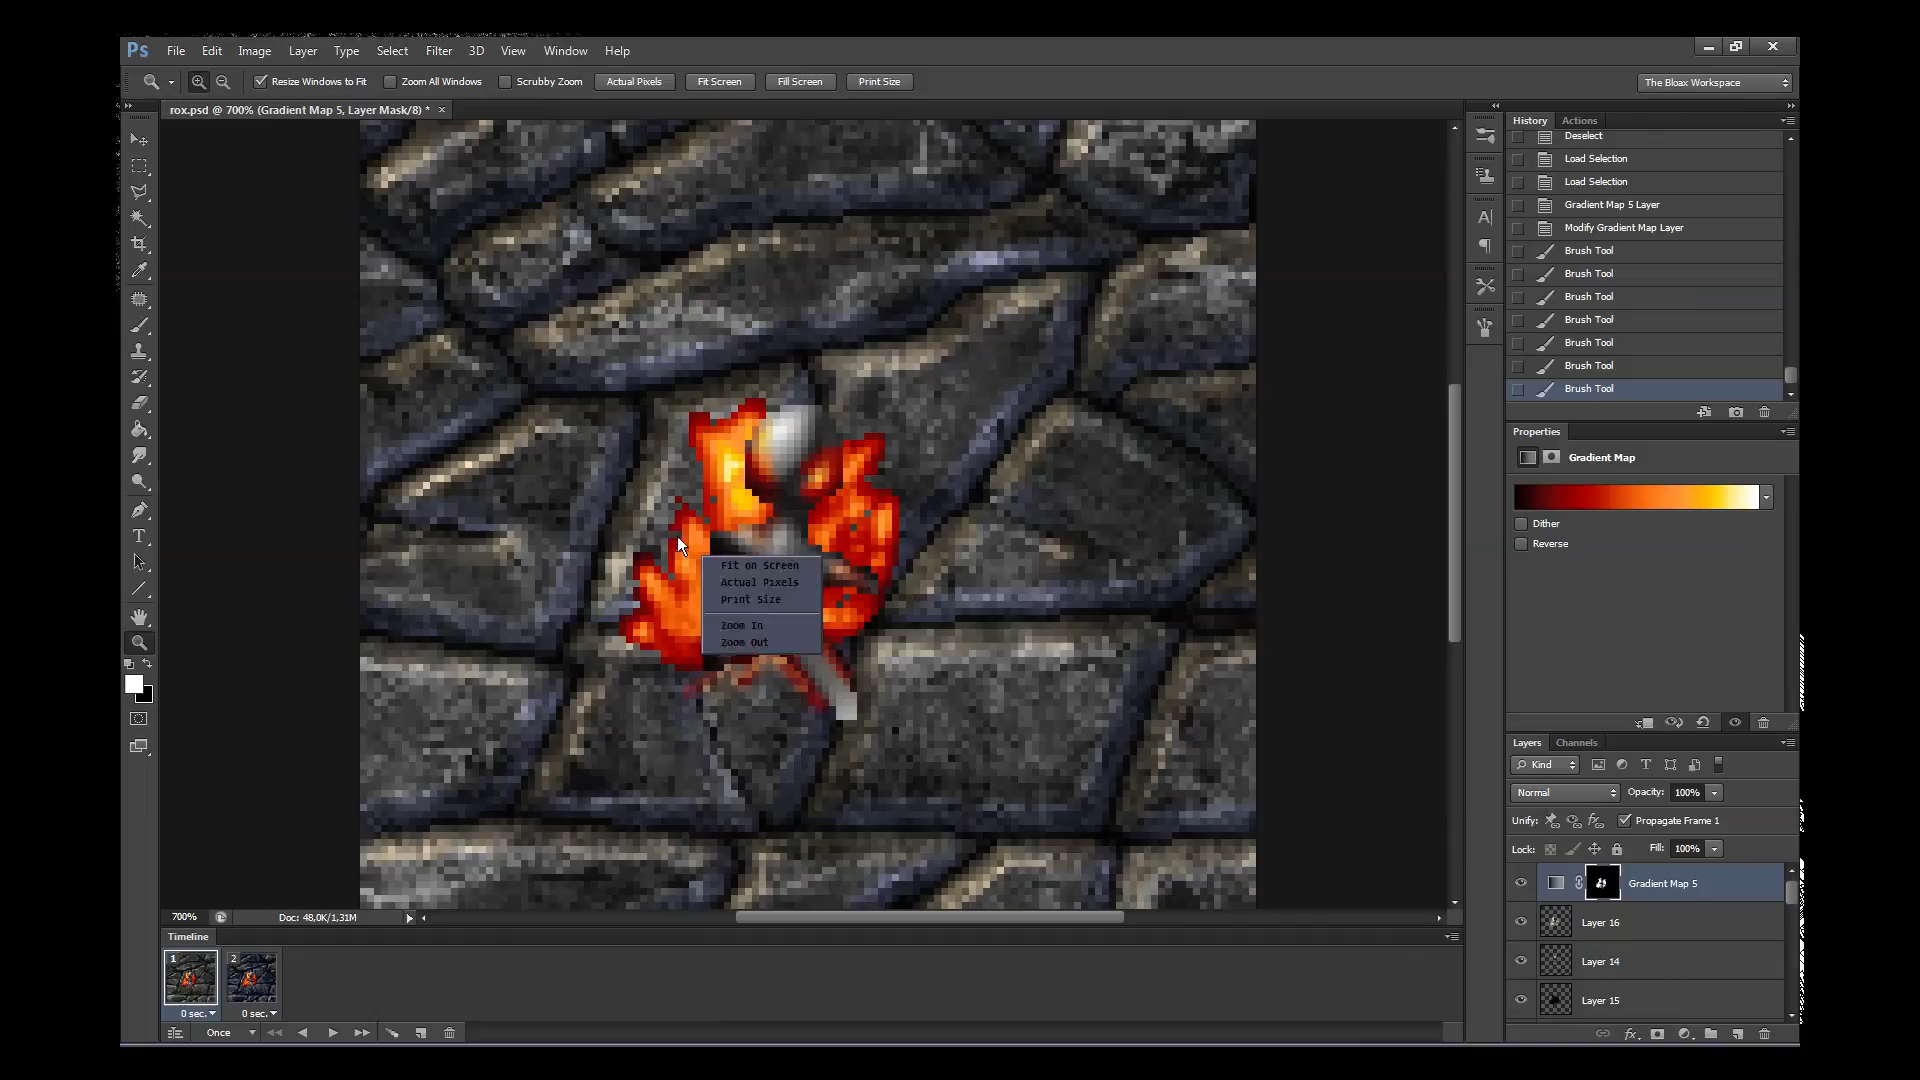 Ps File Edit Image Layer Type Select Filter 3D View Window Help
Resize Windows to Fit Zoom All Windows Scrubby Zoom Actual Pixels Fit Screen Fill Screen Print Size The Bloax Workspace
rox.psd @ 700% (Gradient Map 5, Layer Mask/8) *
History Actions
Deselect
Load Selection
Load Selection
Gradient Map 5 Layer
Modify Gradient Map Layer
Brush Tool
Brush Tool
Brush Tool
Brush Tool
Brush Tool
Brush Tool
Brush Tool
Properties
Gradient Map
Dither
Reverse
Fit on Screen
Actual Pixels
Print Size
Zoom In
Zoom Out
Layers Channels
Kind
Normal Opacity: 100%
Unify: Propagate Frame 1
Lock: Fill: 100%
Gradient Map 5
Layer 16
Layer 14
Layer 15
700% Doc: 48,0K/1,31M
Timeline
1 2
0 sec. 0 sec.
Once